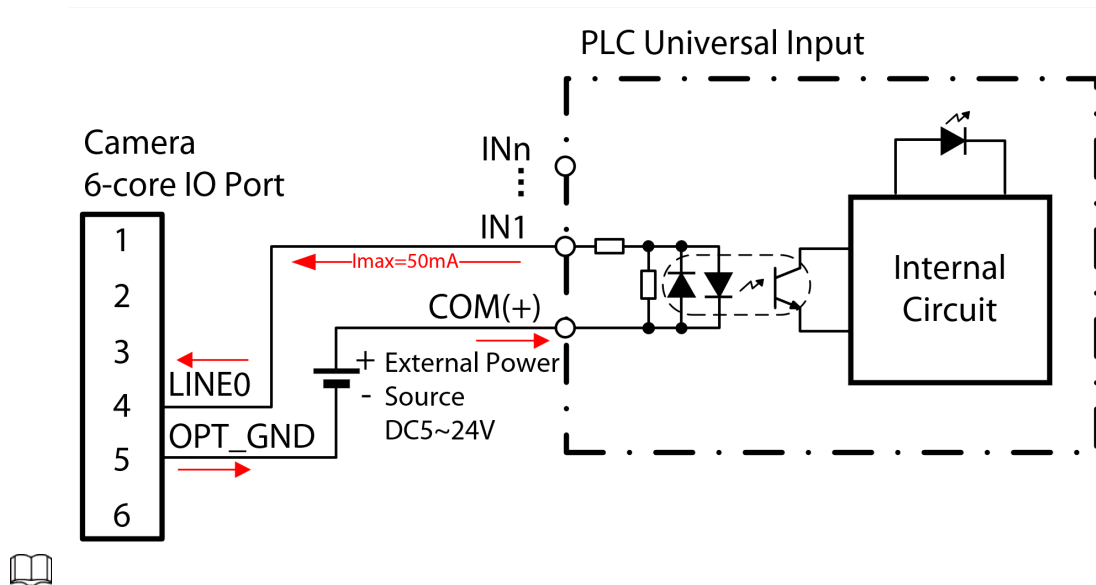 PLC Universal Input
Camera
6-core IO Port
INn
IN1
Imax=50mA
COM(+)
1
2
3
4
5
6
LINE0
OPT_GND
+ External Power
- Source
DC5~24V
Internal
Circuit